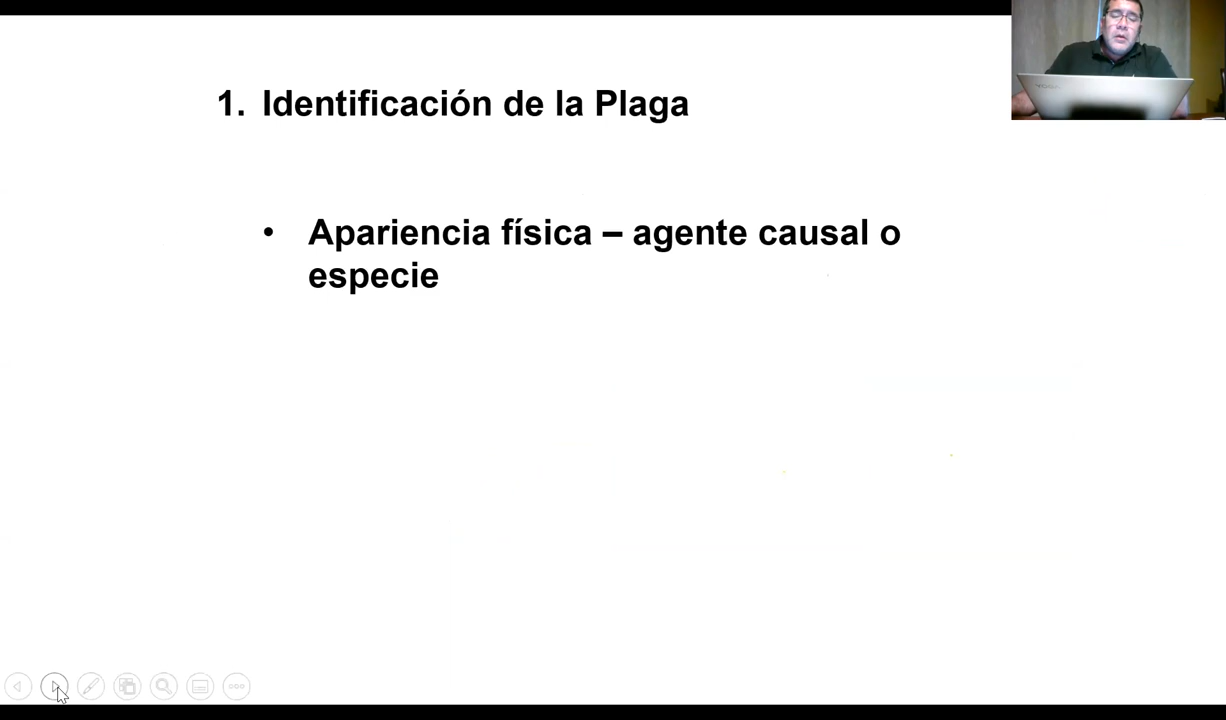 1. Identificación de la Plaga
• Apariencia física – agente causal o
especie